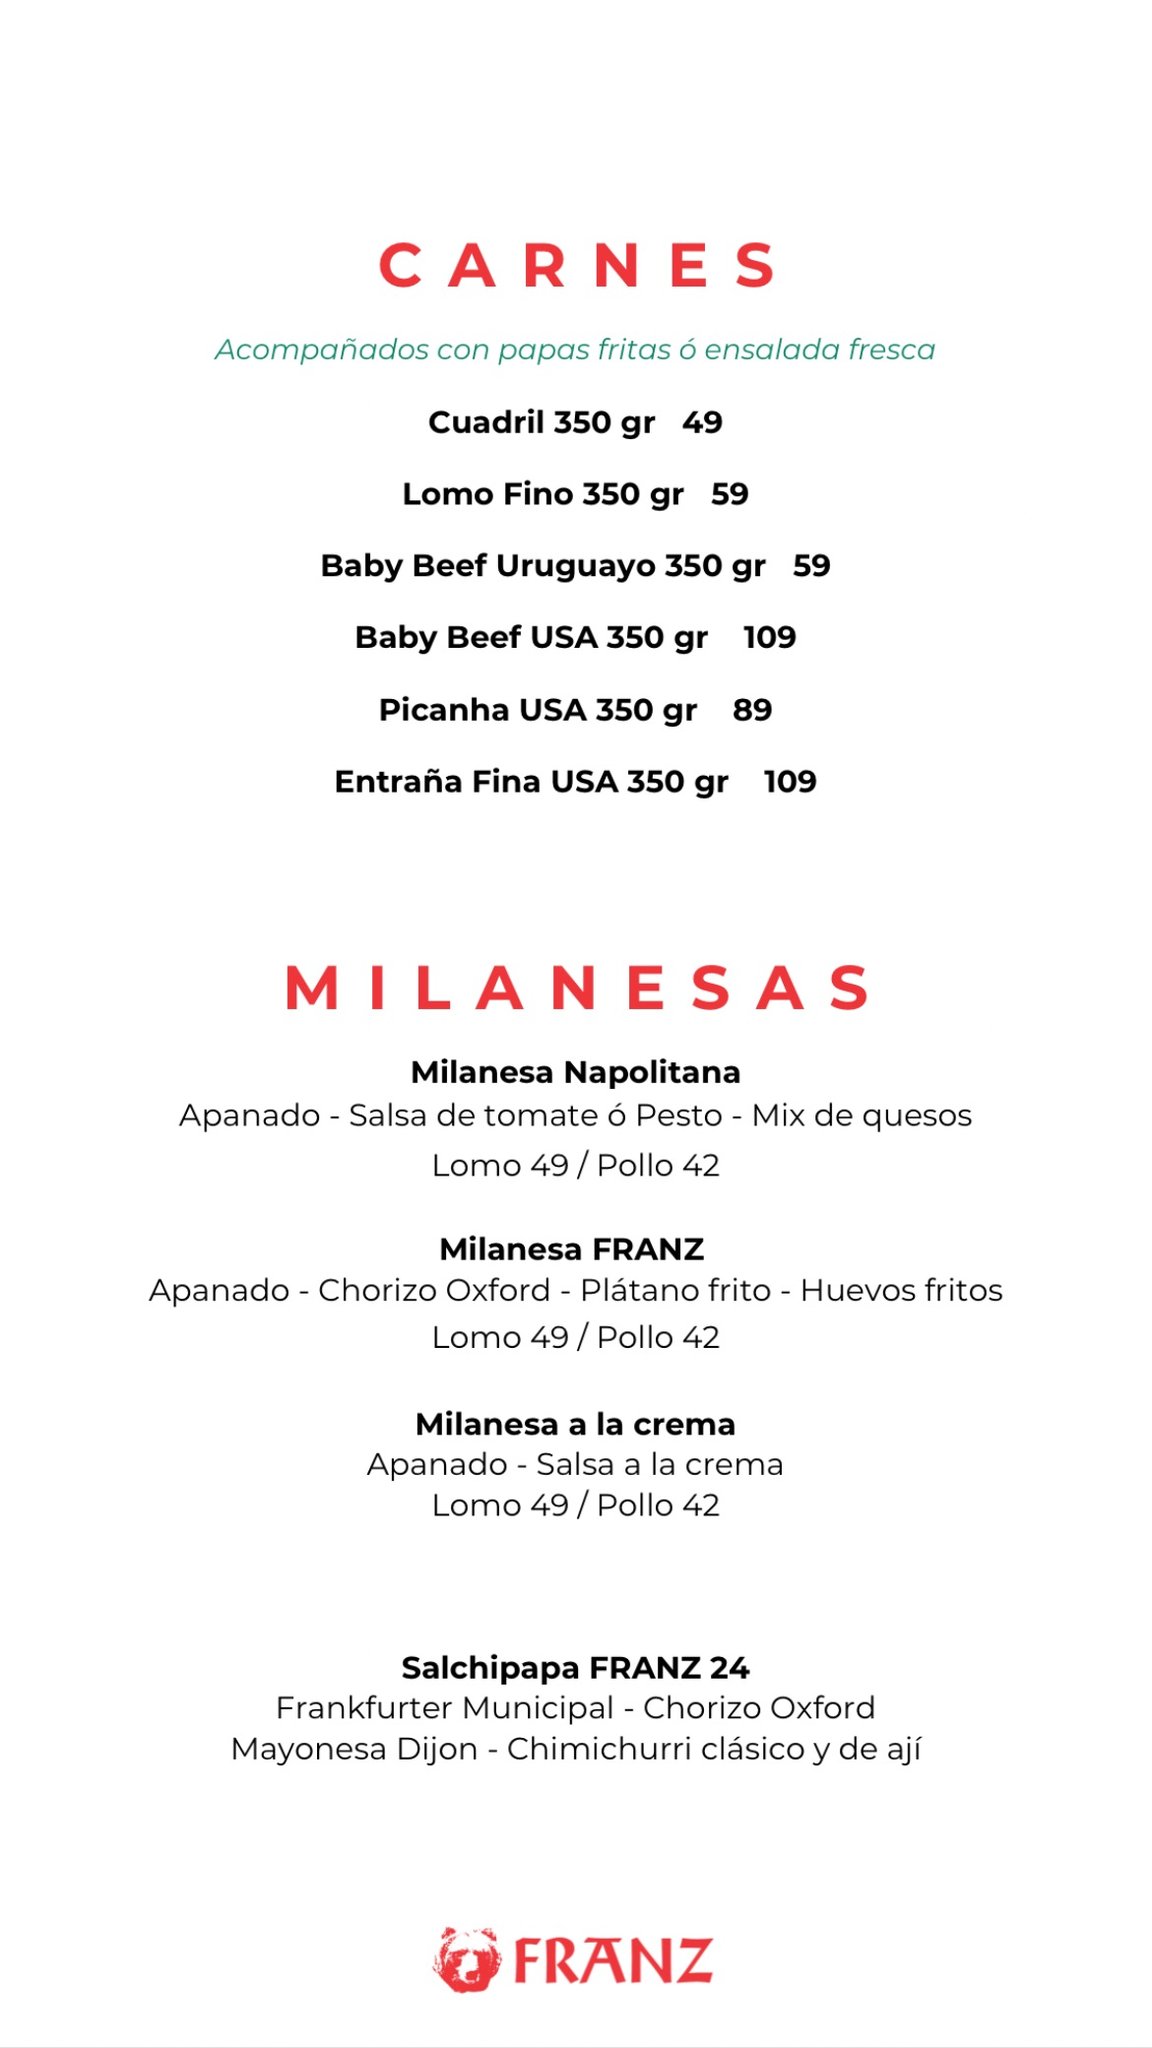 CARNES
Acompañados con papas fritas ó ensalada fresca
Cuadril 350 gr 49
Lomo Fino 350 gr 59
Baby Beef Uruguayo 350 gr 59
Baby Beef USA 350 gr 109
Picanha USA 350 gr 89
Entraña Fina USA 350 gr 109
MILANESAS
Milanesa Napolitana
Apanado - Salsa de tomate ó Pesto - Mix de quesos
Lomo 49 / Pollo 42
Milanesa FRANZ
Apanado - Chorizo Oxford - Plátano frito - Huevos fritos
Lomo 49 / Pollo 42
Milanesa a la crema
Apanado - Salsa a la crema
Lomo 49 / Pollo 42
Salchipapa FRANZ 24
Frankfurter Municipal - Chorizo Oxford
Mayonesa Dijon - Chimichurri clásico y de ají
FRANZ